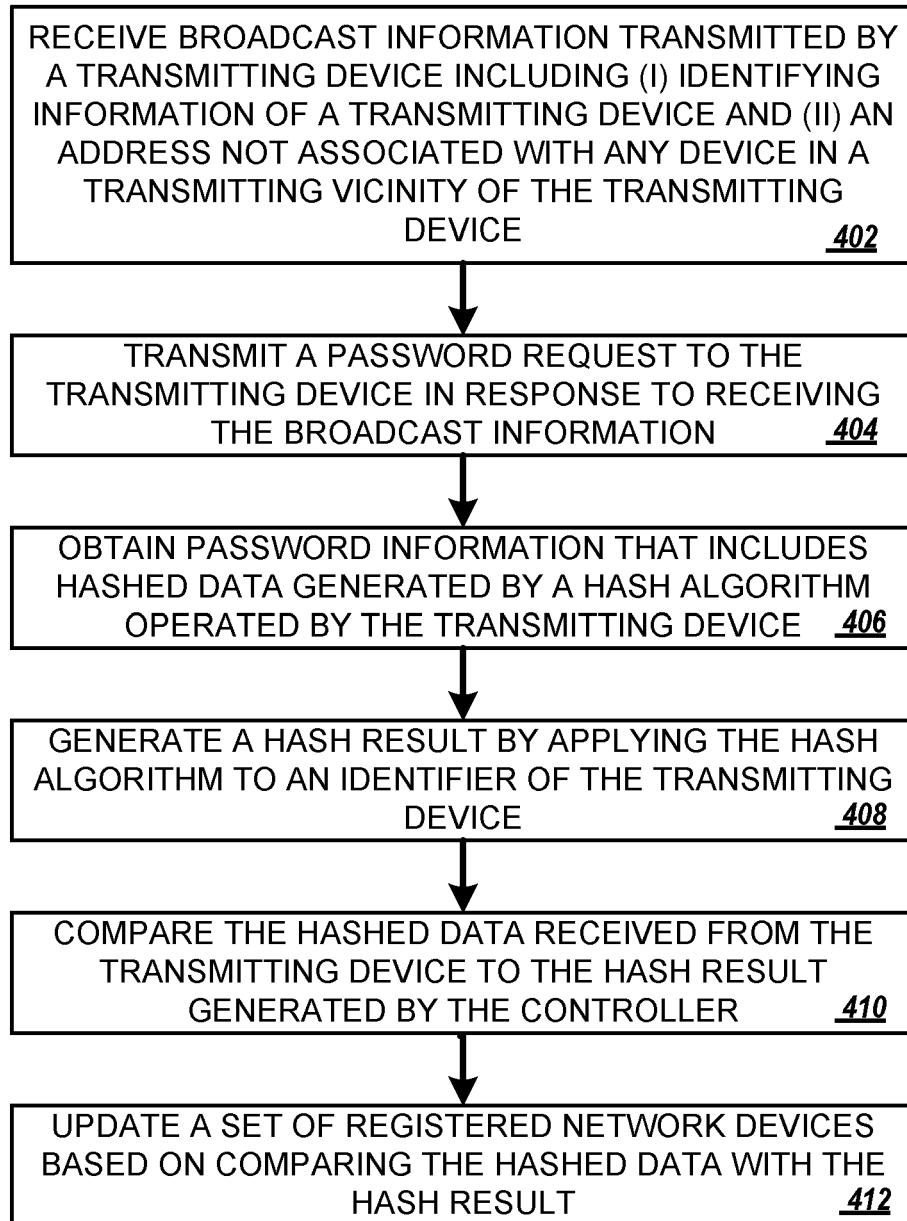 RECEIVE BROADCAST INFORMATION TRANSMITTED BY
A TRANSMITTING DEVICE INCLUDING (I) IDENTIFYING
INFORMATION OF A TRANSMITTING DEVICE AND (II) AN
ADDRESS NOT ASSOCIATED WITH ANY DEVICE IN A
TRANSMITTING VICINITY OF THE TRANSMITTING
DEVICE 402
TRANSMIT A PASSWORD REQUEST TO THE
TRANSMITTING DEVICE IN RESPONSE TO RECEIVING
THE BROADCAST INFORMATION 404
OBTAIN PASSWORD INFORMATION THAT INCLUDES
HASHED DATA GENERATED BY A HASH ALGORITHM
OPERATED BY THE TRANSMITTING DEVICE 406
GENERATE A HASH RESULT BY APPLYING THE HASH
ALGORITHM TO AN IDENTIFIER OF THE TRANSMITTING
DEVICE 408
COMPARE THE HASHED DATA RECEIVED FROM THE
TRANSMITTING DEVICE TO THE HASH RESULT
GENERATED BY THE CONTROLLER 410
UPDATE A SET OF REGISTERED NETWORK DEVICES
BASED ON COMPARING THE HASHED DATA WITH THE
HASH RESULT 412